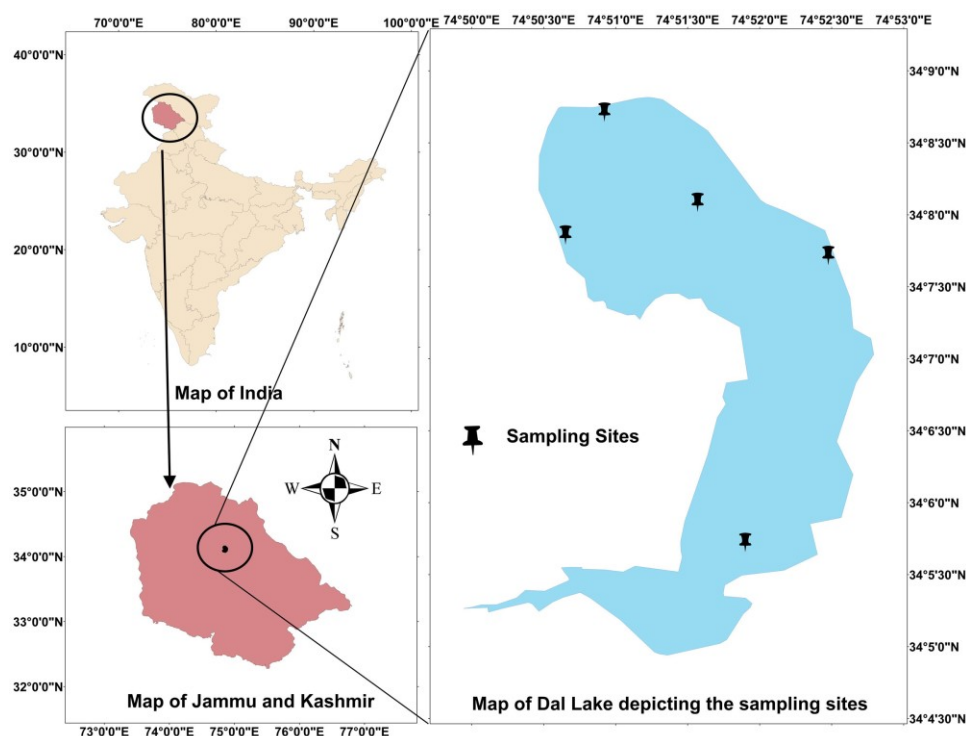 70°0'0"E 80°0'0"E 90°0'0"E 100°0'0"E
40°0'0"N
30°0'0"N
20°0'0"N
10°0'0"N
Map of India
35°0'0"N
34°0'0"N
33°0'0"N
32°0'0"N
N
W E
S
Map of Jammu and Kashmir
73°0'0"E 74°0'0"E 75°0'0"E 76°0'0"E 77°0'0"E
74°50'0"E 74°50'30"E 74°51'0"E 74°51'30"E 74°52'0"E 74°52'30"E 74°53'0"E
34°9'0"N
34°8'30"N
34°8'0"N
34°7'30"N
34°7'0"N
34°6'30"N
34°6'0"N
34°5'30"N
34°5'0"N
34°4'30"N
Sampling Sites
Map of Dal Lake depicting the sampling sites